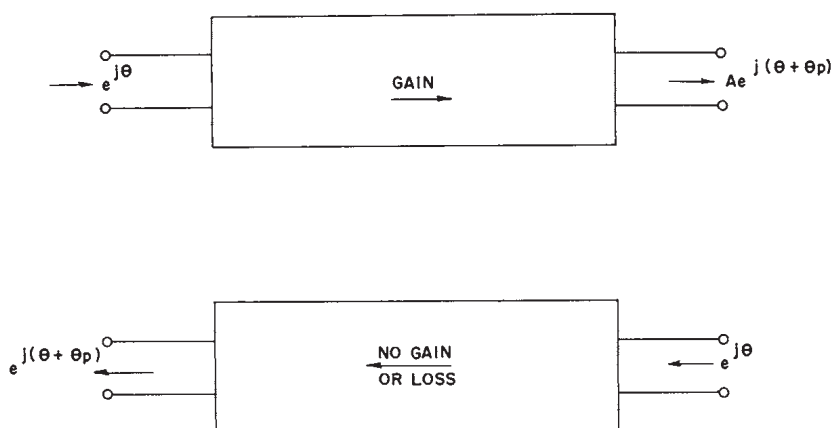 e^jθ
GAIN
Ae^j(θ + θp)
e^j(θ + θp)
NO GAIN
OR LOSS
e^jθ